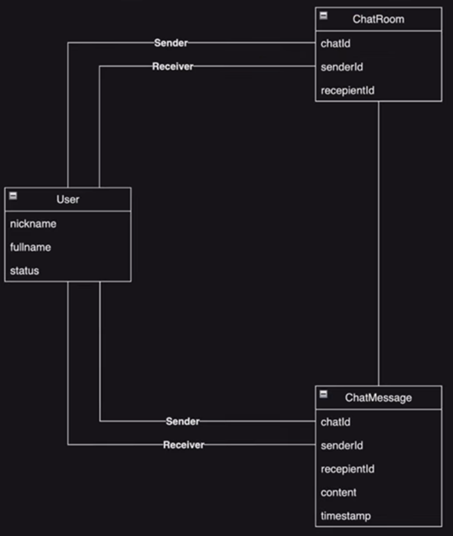 ChatRoom
Sender
chatId
Receiver
senderId
recepientId
User
nickname
fullname
status
ChatMessage
Sender
chatId
Receiver
senderId
recepientId
content
timestamp